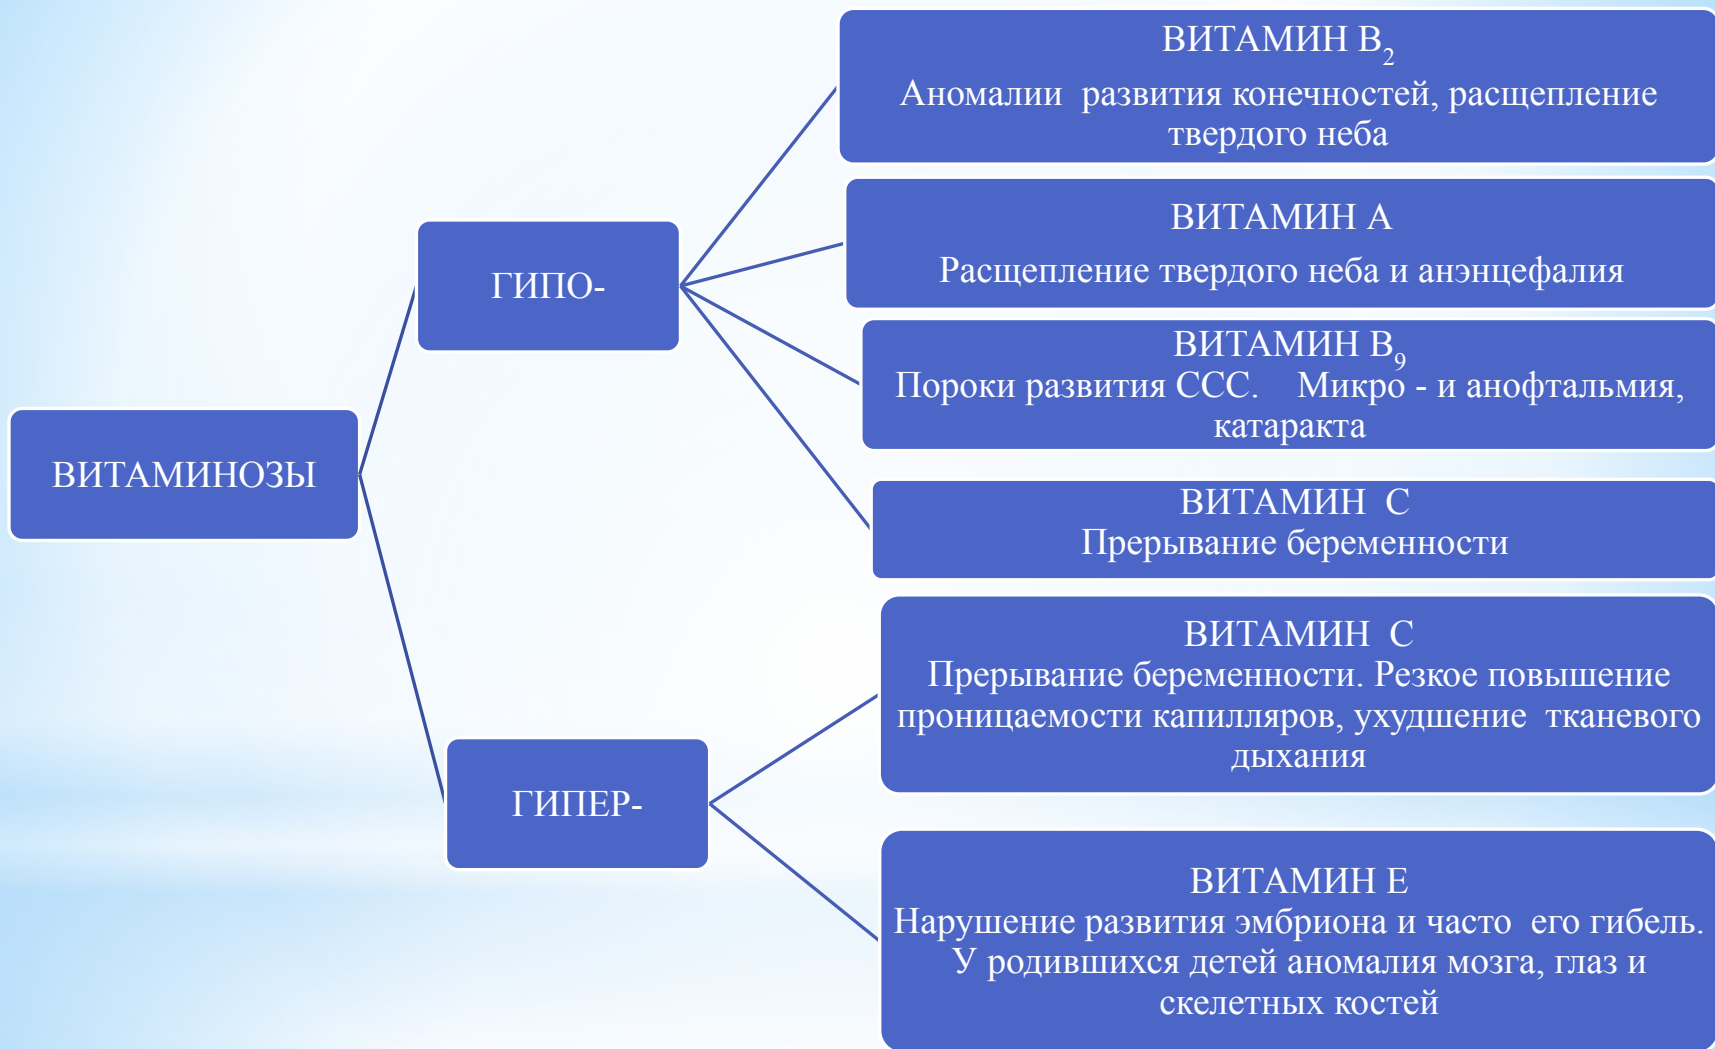 ВИТАМИНОЗЫ
ГИПО-
ВИТАМИН В₂
Аномалии развития конечностей, расщепление
твердого неба
ВИТАМИН А
Расщепление твердого неба и анэнцефалия
ВИТАМИН В₉
Пороки развития ССС. Микро - и анофтальмия,
катаракта
ВИТАМИН С
Прерывание беременности
ГИПЕР-
ВИТАМИН С
Прерывание беременности. Резкое повышение
проницаемости капилляров, ухудшение тканевого
дыхания
ВИТАМИН Е
Нарушение развития эмбриона и часто его гибель.
У родившихся детей аномалия мозга, глаз и
скелетных костей